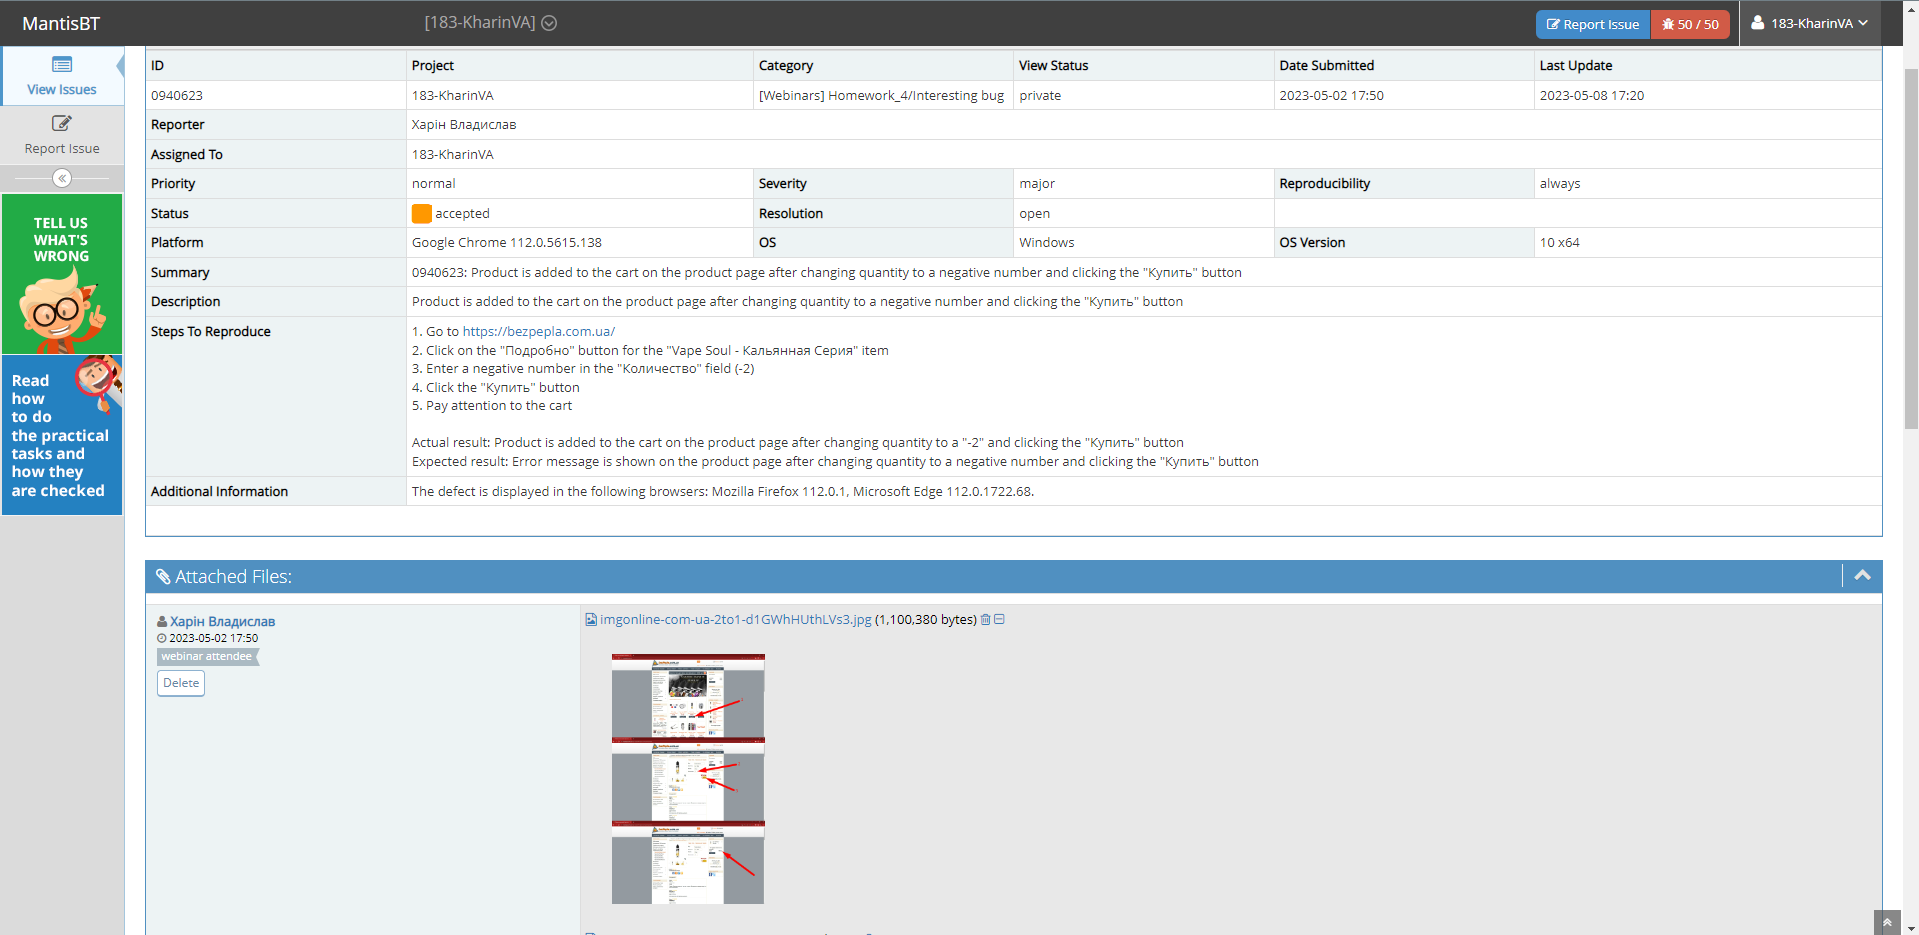 MantisBT
[183-KharinVA]
Report Issue
50 / 50
183-KharinVA
View Issues
Report Issue
TELL US
WHAT'S
WRONG
Read
how
to do
the practical
tasks and
how they
are checked
ID Project Category View Status Date Submitted Last Update
0940623 183-KharinVA [Webinars] Homework_4/Interesting bug private 2023-05-02 17:50 2023-05-08 17:20
Reporter Харін Владислав
Assigned To 183-KharinVA
Priority normal Severity major Reproducibility always
Status accepted Resolution open
Platform Google Chrome 112.0.5615.138 OS Windows OS Version 10 x64
Summary 0940623: Product is added to the cart on the product page after changing quantity to a negative number and clicking the "Купить" button
Description Product is added to the cart on the product page after changing quantity to a negative number and clicking the "Купить" button
Steps To Reproduce 1. Go to https://bezpepla.com.ua/
2. Click on the "Подробно" button for the "Vape Soul - Кальянная Серия" item
3. Enter a negative number in the "Количество" field (-2)
4. Click the "Купить" button
5. Pay attention to the cart
Actual result: Product is added to the cart on the product page after changing quantity to a "-2" and clicking the "Купить" button
Expected result: Error message is shown on the product page after changing quantity to a negative number and clicking the "Купить" button
Additional Information The defect is displayed in the following browsers: Mozilla Firefox 112.0.1, Microsoft Edge 112.0.1722.68.
Attached Files:
Харін Владислав
2023-05-02 17:50
webinar attendee
Delete
imgonline-com-ua-2to1-d1GWhHUthLVs3.jpg (1,100,380 bytes)